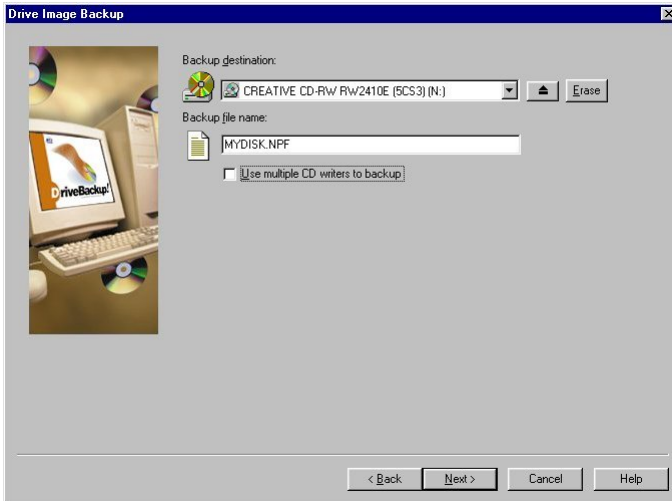 Drive Image Backup
Backup destination:
CREATIVE CD-RW RW2410E (5CS3) (N:)
Erase
Backup file name:
MYDISK.NPF
Use multiple CD writers to backup
DriveBackup!
< Back
Next >
Cancel
Help